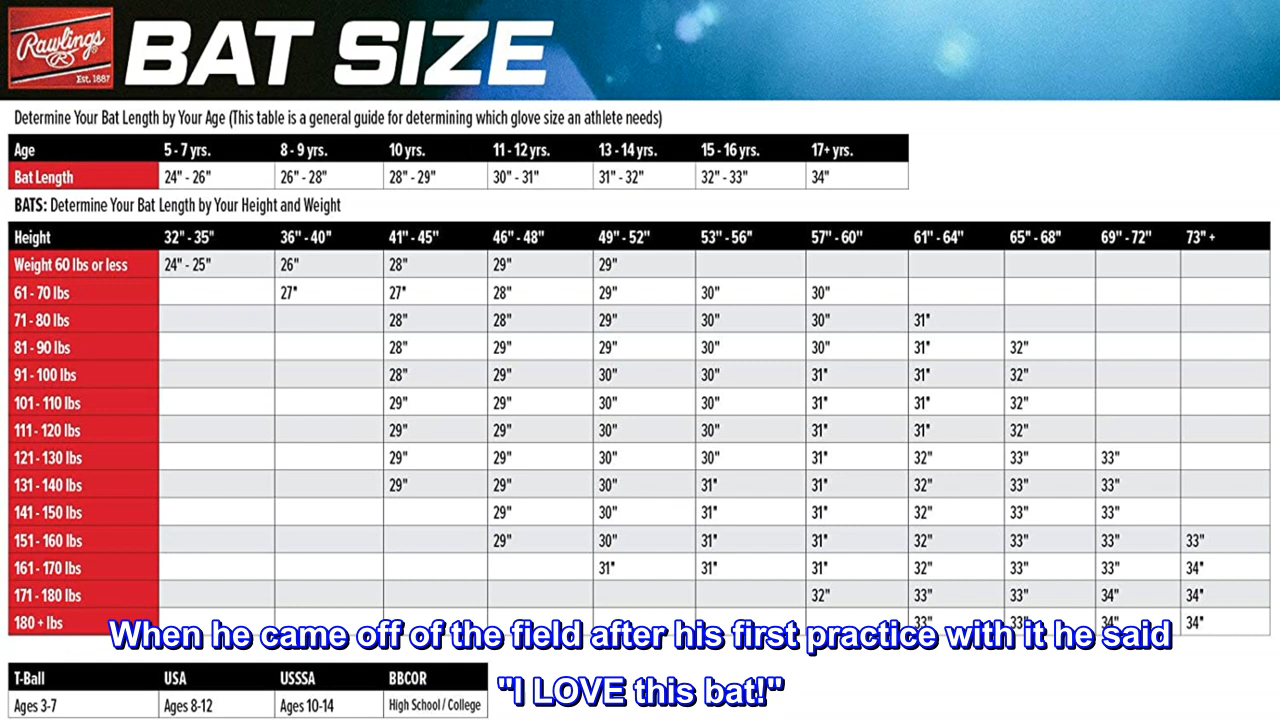 Rawlings
R
Est. 1887
BAT SIZE
Determine Your Bat Length by Your Age (This table is a general guide for determining which glove size an athlete needs)
Age 5 - 7 yrs. 8 - 9 yrs. 10 yrs. 11 - 12 yrs. 13 - 14 yrs. 15 - 16 yrs. 17+ yrs.
Bat Length 24" - 26" 26" - 28" 28" - 29" 30" - 31" 31" - 32" 32" - 33" 34"
BATS: Determine Your Bat Length by Your Height and Weight
Height 32" - 35" 36" - 40" 41" - 45" 46" - 48" 49" - 52" 53" - 56" 57" - 60" 61" - 64" 65" - 68" 69" - 72" 73" +
Weight 60 lbs or less 24" - 25" 26" 28" 29" 29"
61 - 70 lbs 27" 27" 28" 29" 30" 30"
71 - 80 lbs 28" 28" 29" 30" 30" 31"
81 - 90 lbs 28" 29" 29" 30" 30" 31" 32"
91 - 100 lbs 28" 29" 30" 30" 31" 31" 32"
101 - 110 lbs 29" 29" 30" 30" 31" 31" 32"
111 - 120 lbs 29" 29" 30" 30" 31" 31" 32"
121 - 130 lbs 29" 29" 30" 30" 31" 32" 33" 33"
131 - 140 lbs 29" 29" 30" 31" 31" 32" 33" 33"
141 - 150 lbs 29" 30" 31" 31" 32" 33" 33"
151 - 160 lbs 29" 30" 31" 31" 32" 33" 33" 33"
161 - 170 lbs 31" 31" 31" 32" 33" 33" 34"
171 - 180 lbs 32" 33" 33" 34" 34"
180 + lbs 33" 33" 34" 34"
When he came off of the field after his first practice with it he said
"I LOVE this bat!"
T-Ball USA USSSA BBCOR
Ages 3-7 Ages 8-12 Ages 10-14 High School / College